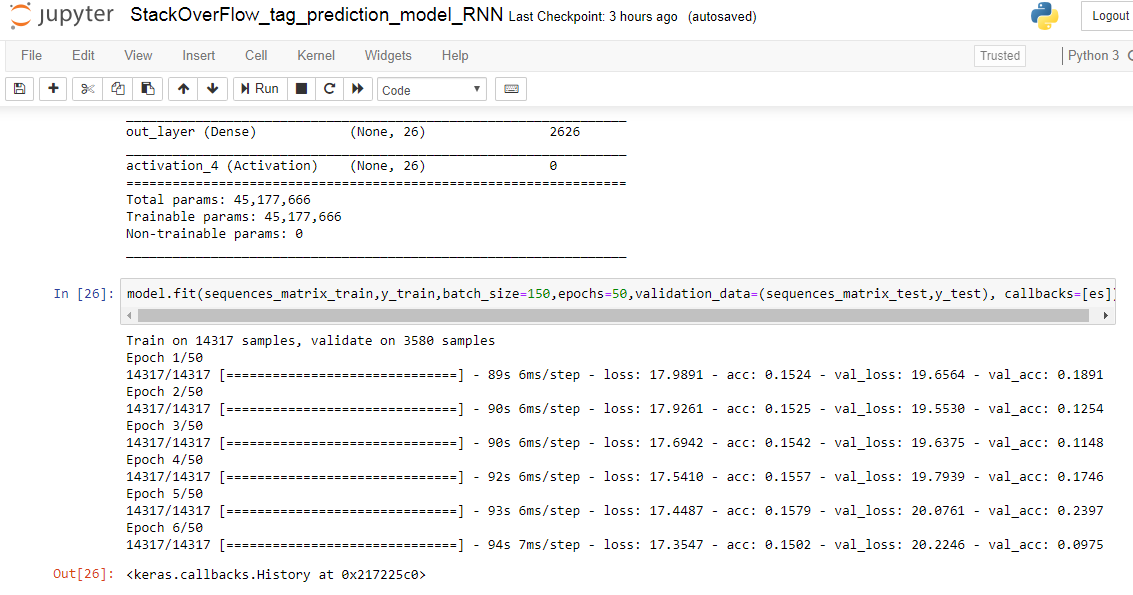 jupyter StackOverFlow_tag_prediction_model_RNN Last Checkpoint: 3 hours ago (autosaved) Logout
File Edit View Insert Cell Kernel Widgets Help Trusted Python 3
Run Code
out_layer (Dense) (None, 26) 2626
activation_4 (Activation) (None, 26) 0
=================================================================
Total params: 45,177,666
Trainable params: 45,177,666
Non-trainable params: 0
_________________________________________________________________
In [26]: model.fit(sequences_matrix_train,y_train,batch_size=150,epochs=50,validation_data=(sequences_matrix_test,y_test), callbacks=[es])
Train on 14317 samples, validate on 3580 samples
Epoch 1/50
14317/14317 [==============================] - 89s 6ms/step - loss: 17.9891 - acc: 0.1524 - val_loss: 19.6564 - val_acc: 0.1891
Epoch 2/50
14317/14317 [==============================] - 90s 6ms/step - loss: 17.9261 - acc: 0.1525 - val_loss: 19.5530 - val_acc: 0.1254
Epoch 3/50
14317/14317 [==============================] - 90s 6ms/step - loss: 17.6942 - acc: 0.1542 - val_loss: 19.6375 - val_acc: 0.1148
Epoch 4/50
14317/14317 [==============================] - 92s 6ms/step - loss: 17.5410 - acc: 0.1557 - val_loss: 19.7939 - val_acc: 0.1746
Epoch 5/50
14317/14317 [==============================] - 93s 6ms/step - loss: 17.4487 - acc: 0.1579 - val_loss: 20.0761 - val_acc: 0.2397
Epoch 6/50
14317/14317 [==============================] - 94s 7ms/step - loss: 17.3547 - acc: 0.1502 - val_loss: 20.2246 - val_acc: 0.0975
Out[26]: <keras.callbacks.History at 0x217225c0>